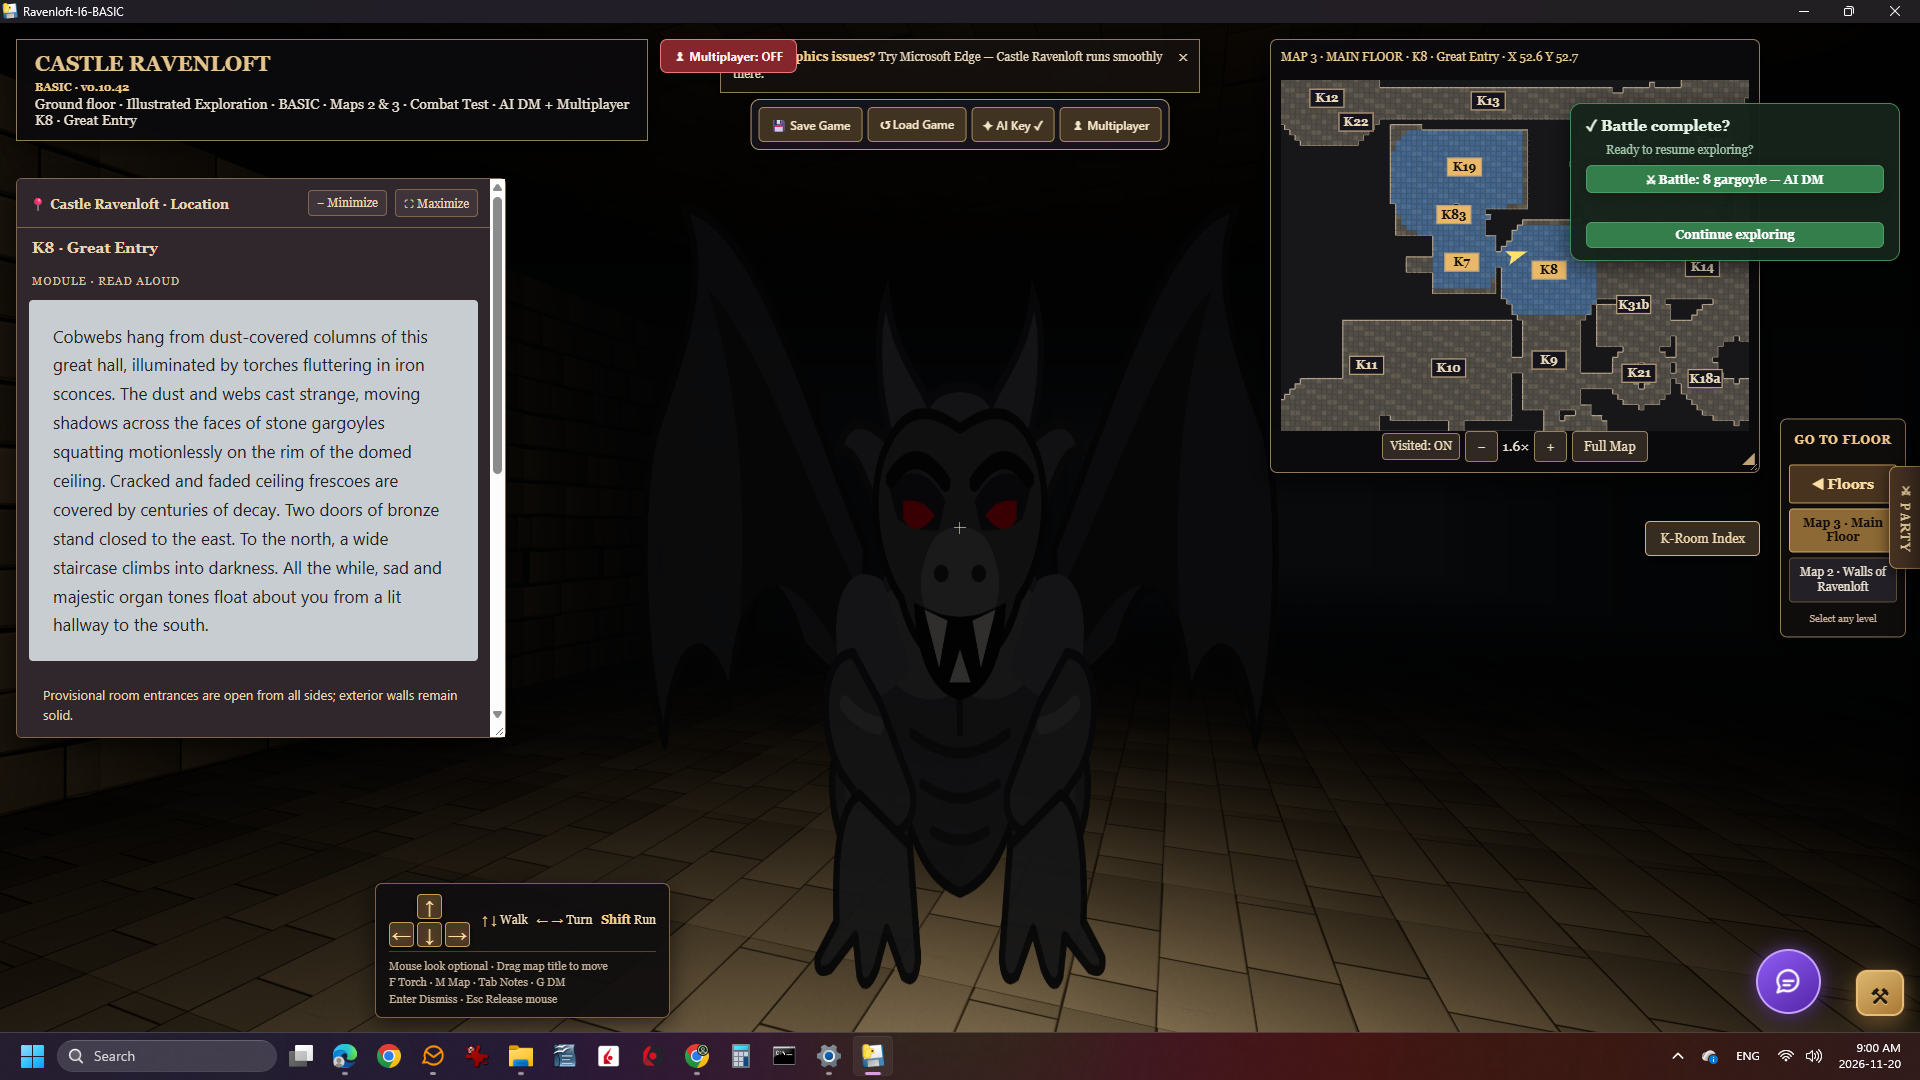 Ravenloft-I6-BASIC
CASTLE RAVENLOFT
BASIC · v0.10.42
Ground floor · Illustrated Exploration · BASIC · Maps 2 & 3 · Combat Test · AI DM + Multiplayer
K8 · Great Entry
Multiplayer: OFF
phics issues? Try Microsoft Edge — Castle Ravenloft runs smoothly
there.
Save Game
Load Game
AI Key ✓
Multiplayer
Castle Ravenloft · Location
– Minimize
Maximize
K8 · Great Entry
MODULE · READ ALOUD
Cobwebs hang from dust-covered columns of this
great hall, illuminated by torches fluttering in iron
sconces. The dust and webs cast strange, moving
shadows across the faces of stone gargoyles
squatting motionlessly on the rim of the domed
ceiling. Cracked and faded ceiling frescoes are
covered by centuries of decay. Two doors of bronze
stand closed to the east. To the north, a wide
staircase climbs into darkness. All the while, sad and
majestic organ tones float about you from a lit
hallway to the south.
Provisional room entrances are open from all sides; exterior walls remain
solid.
MAP 3 · MAIN FLOOR · K8 · Great Entry · X 52.6 Y 52.7
K12
K13
K22
K19
K83
K7
K8
K14
K31b
K11
K10
K9
K21
K18a
Visited: ON
–
1.6×
+
Full Map
✓ Battle complete?
Ready to resume exploring?
Battle: 8 gargoyle — AI DM
Continue exploring
GO TO FLOOR
◀ Floors
Map 3 · Main
Floor
Map 2 · Walls of
Ravenloft
Select any level
PARTY
K-Room Index
↑
← ↓ →
↑↓ Walk ←→ Turn Shift Run
Mouse look optional · Drag map title to move
F Torch · M Map · Tab Notes · G DM
Enter Dismiss · Esc Release mouse
Search
ENG
9:00 AM
2026-11-20